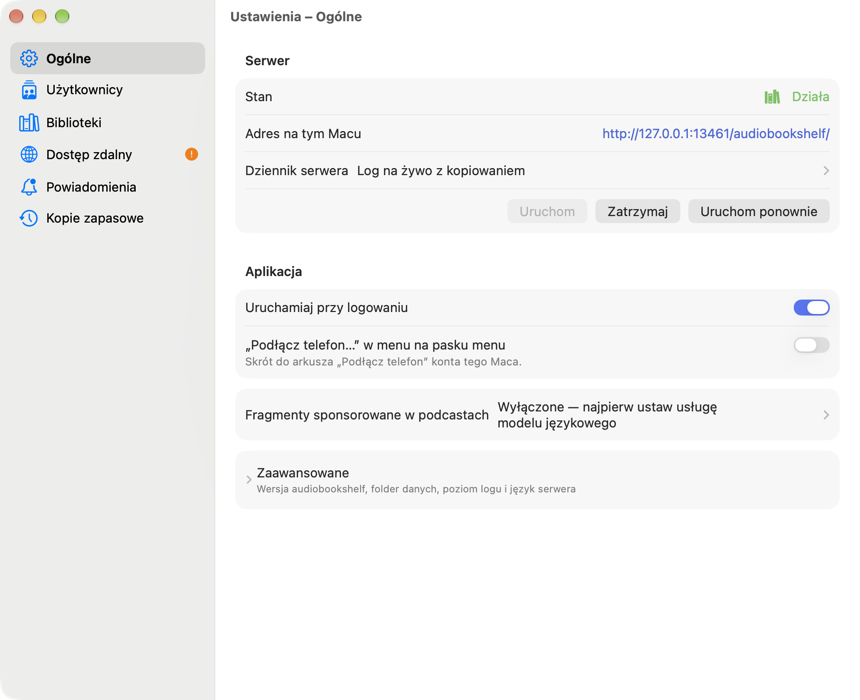 Ustawienia – Ogólne
Ogólne
Użytkownicy
Biblioteki
Dostęp zdalny
Powiadomienia
Kopie zapasowe
Serwer
Stan
Działa
Adres na tym Macu
http://127.0.0.1:13461/audiobookshelf/
Dziennik serwera Log na żywo z kopiowaniem
Uruchom
Zatrzymaj
Uruchom ponownie
Aplikacja
Uruchamiaj przy logowaniu
„Podłącz telefon…” w menu na pasku menu
Skrót do arkusza „Podłącz telefon” konta tego Maca.
Fragmenty sponsorowane w podcastach
Wyłączone — najpierw ustaw usługę
modelu językowego
Zaawansowane
Wersja audiobookshelf, folder danych, poziom logu i język serwera